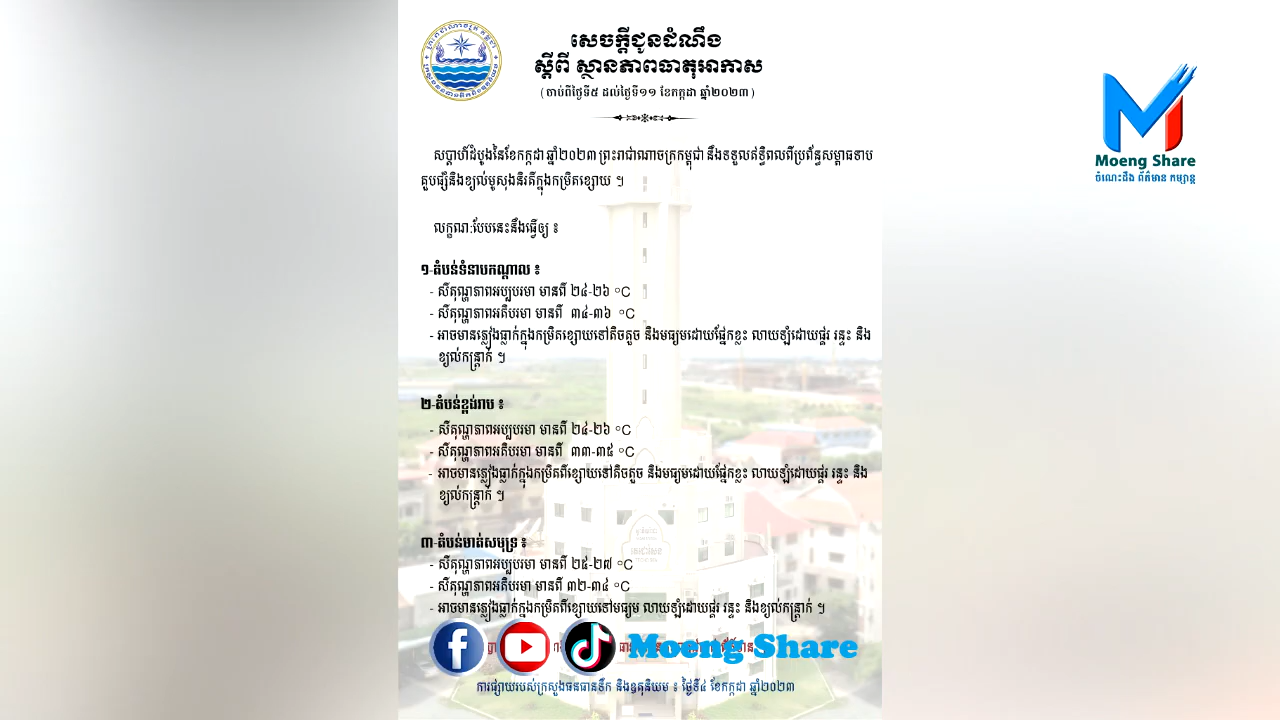 សេចក្តីជូនដំណឹង
ស្តីពី ស្ថានភាពធាតុអាកាស
(ចាប់ពីថ្ងៃទី៥ ដល់ថ្ងៃទី១១ ខែកក្កដា ឆ្នាំ២០២៣)
Moeng Share
ចំណេះដឹង ព័ត៌មាន កម្សាន្ត
សប្តាហ៍ដំបូងនៃខែកក្កដា ឆ្នាំ២០២៣ ព្រះរាជាណាចក្រកម្ពុជា នឹងទទួលឥទ្ធិពលពីប្រព័ន្ធសម្ពាធទាប
គួបផ្សំនិងខ្យល់មូសុងនិរតីក្នុងកម្រិតខ្សោយ ។
លក្ខណៈបែបនេះនឹងធ្វើឲ្យ ៖
១-តំបន់ទំនាបកណ្តាល ៖
- សីតុណ្ហភាពអប្បបរមា មានពី ២៤-២៦ °C
- សីតុណ្ហភាពអតិបរមា មានពី ៣៤-៣៦ °C
- អាចមានភ្លៀងធ្លាក់ក្នុងកម្រិតខ្សោយទៅតិចតួច និងមធ្យមដោយផ្នែកខ្លះ លាយឡំដោយផ្គរ រន្ទះ និង
ខ្យល់កន្ត្រាក់ ។
២-តំបន់ខ្ពង់រាប ៖
- សីតុណ្ហភាពអប្បបរមា មានពី ២៤-២៦ °C
- សីតុណ្ហភាពអតិបរមា មានពី ៣៣-៣៥ °C
- អាចមានភ្លៀងធ្លាក់ក្នុងកម្រិតពីខ្សោយទៅតិចតួច និងមធ្យមដោយផ្នែកខ្លះ លាយឡំដោយផ្គរ រន្ទះ និង
ខ្យល់កន្ត្រាក់ ។
៣-តំបន់មាត់សមុទ្រ ៖
- សីតុណ្ហភាពអប្បបរមា មានពី ២៥-២៧ °C
- សីតុណ្ហភាពអតិបរមា មានពី ៣២-៣៤ °C
- អាចមានភ្លៀងធ្លាក់ក្នុងកម្រិតពីខ្សោយទៅមធ្យម លាយឡំដោយផ្គរ រន្ទះ និងខ្យល់កន្ត្រាក់ ។
Moeng Share
ការផ្សាយរបស់ក្រសួងធនធានទឹក និងឧតុនិយម ៖ ថ្ងៃទី៤ ខែកក្កដា ឆ្នាំ២០២៣